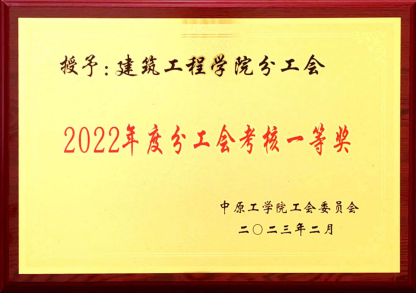 授予:建筑工程学院分工会
2022年度分工会考核一等奖
中原工学院工会委员会
二〇二三年二月